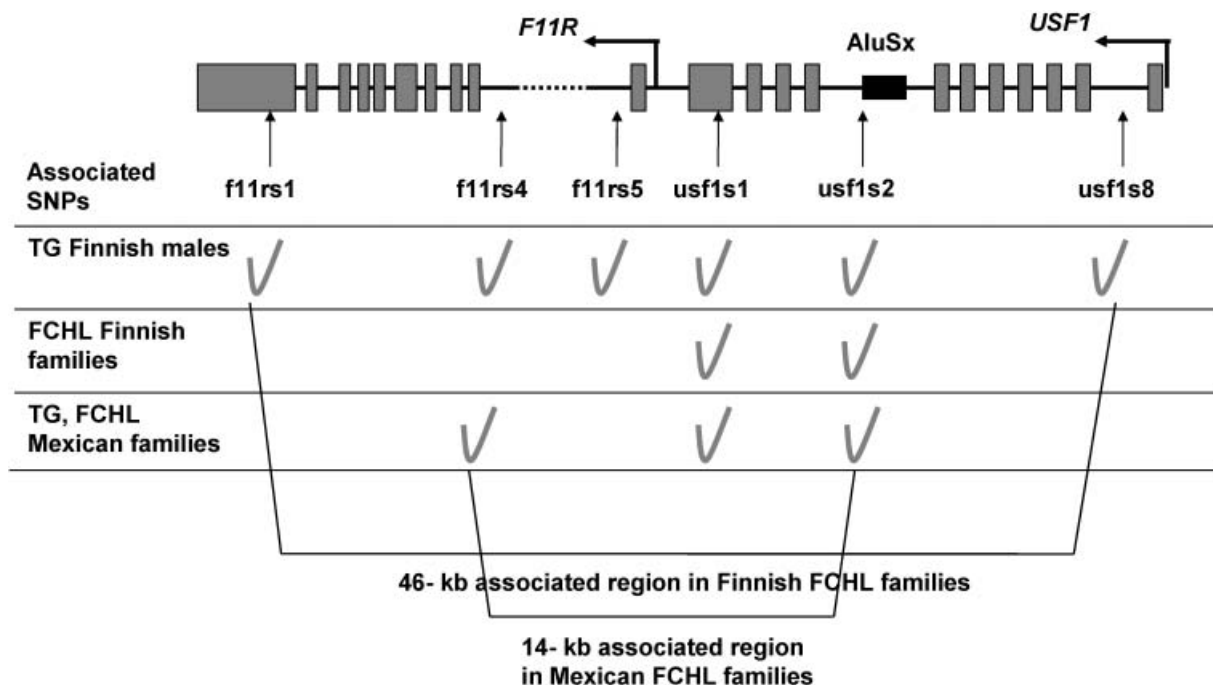 F11R
AluSx
USF1
Associated
SNPs
f11rs1
f11rs4
f11rs5
usf1s1
usf1s2
usf1s8
TG Finnish males
FCHL Finnish
families
TG, FCHL
Mexican families
46- kb associated region in Finnish FCHL families
14- kb associated region
in Mexican FCHL families